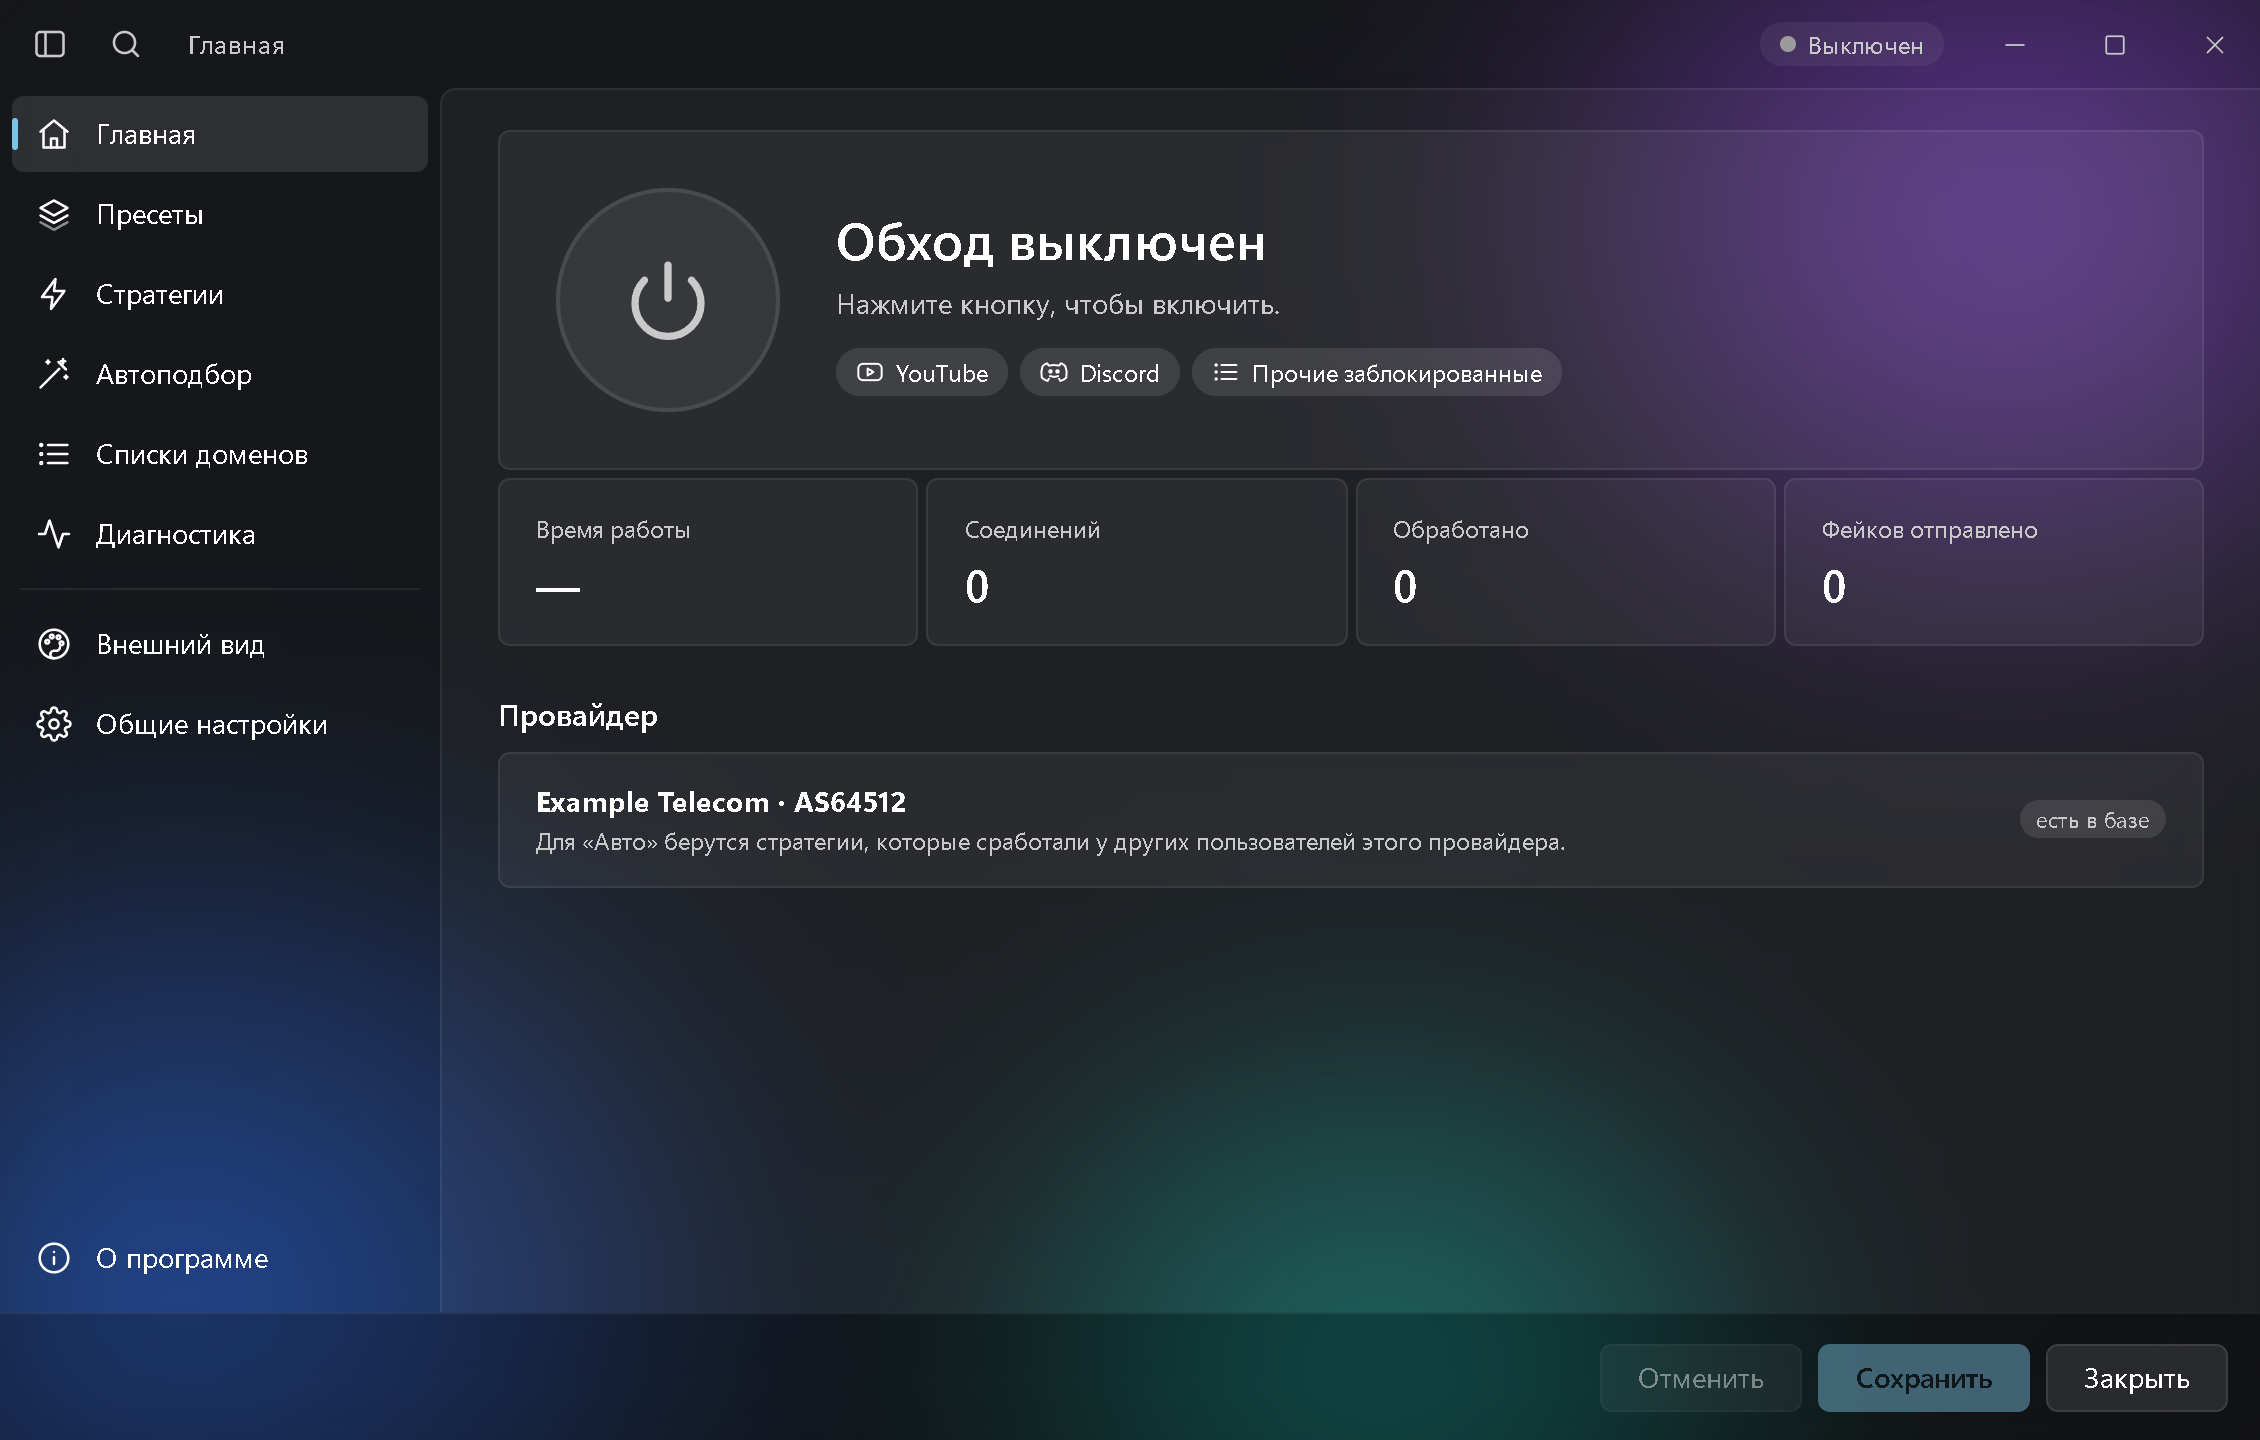 Главная
Выключен
Главная
Пресеты
Стратегии
Автоподбор
Списки доменов
Диагностика
Внешний вид
Общие настройки
О программе
Обход выключен
Нажмите кнопку, чтобы включить.
YouTube
Discord
Прочие заблокированные
Время работы
—
Соединений
0
Обработано
0
Фейков отправлено
0
Провайдер
Example Telecom · AS64512
Для «Авто» берутся стратегии, которые сработали у других пользователей этого провайдера.
есть в базе
Отменить
Сохранить
Закрыть